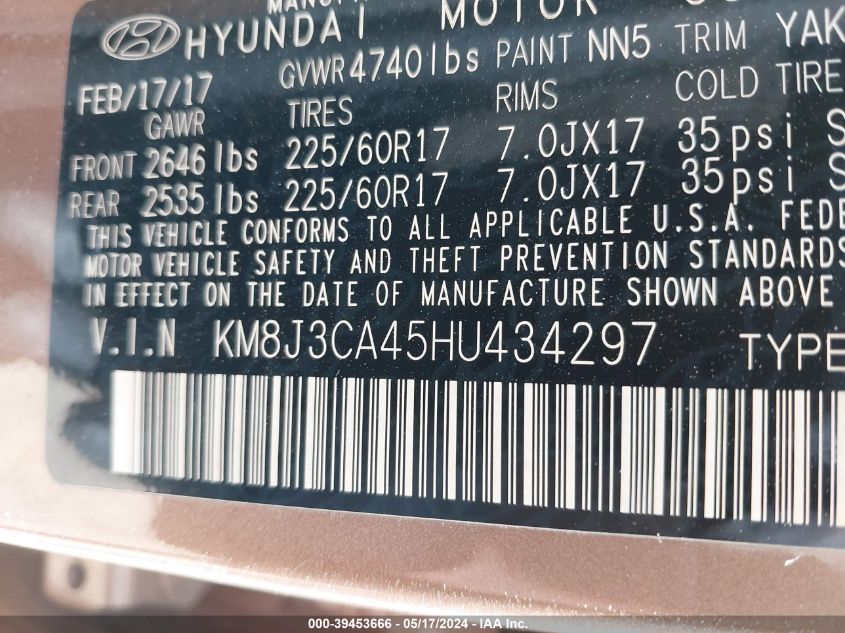 HYUNDAI MOTOR
FEB/17/17 GVWR 4740 lbs PAINT NN5 TRIM YAK
GAWR TIRES RIMS COLD TIRE
FRONT 2646 lbs 225/60R17 7.0JX17 35psi
REAR 2535 lbs 225/60R17 7.0JX17 35psi
THIS VEHICLE CONFORMS TO ALL APPLICABLE U.S.A. FEDE
MOTOR VEHICLE SAFETY AND THEFT PREVENTION STANDARDS
IN EFFECT ON THE DATE OF MANUFACTURE SHOWN ABOVE
V.I.N KM8J3CA45HU434297 TYPE
000-39453666 - 05/17/2024 - IAA Inc.